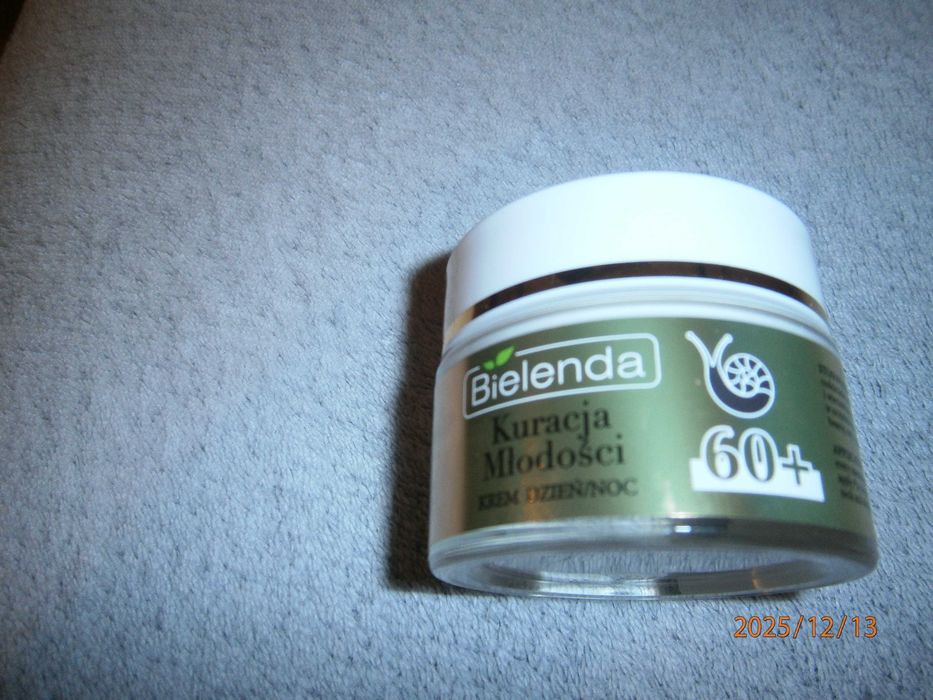 Bielenda
Kuracja
Młodości
KREM DZIEŃ/NOC
60+
2025/12/13